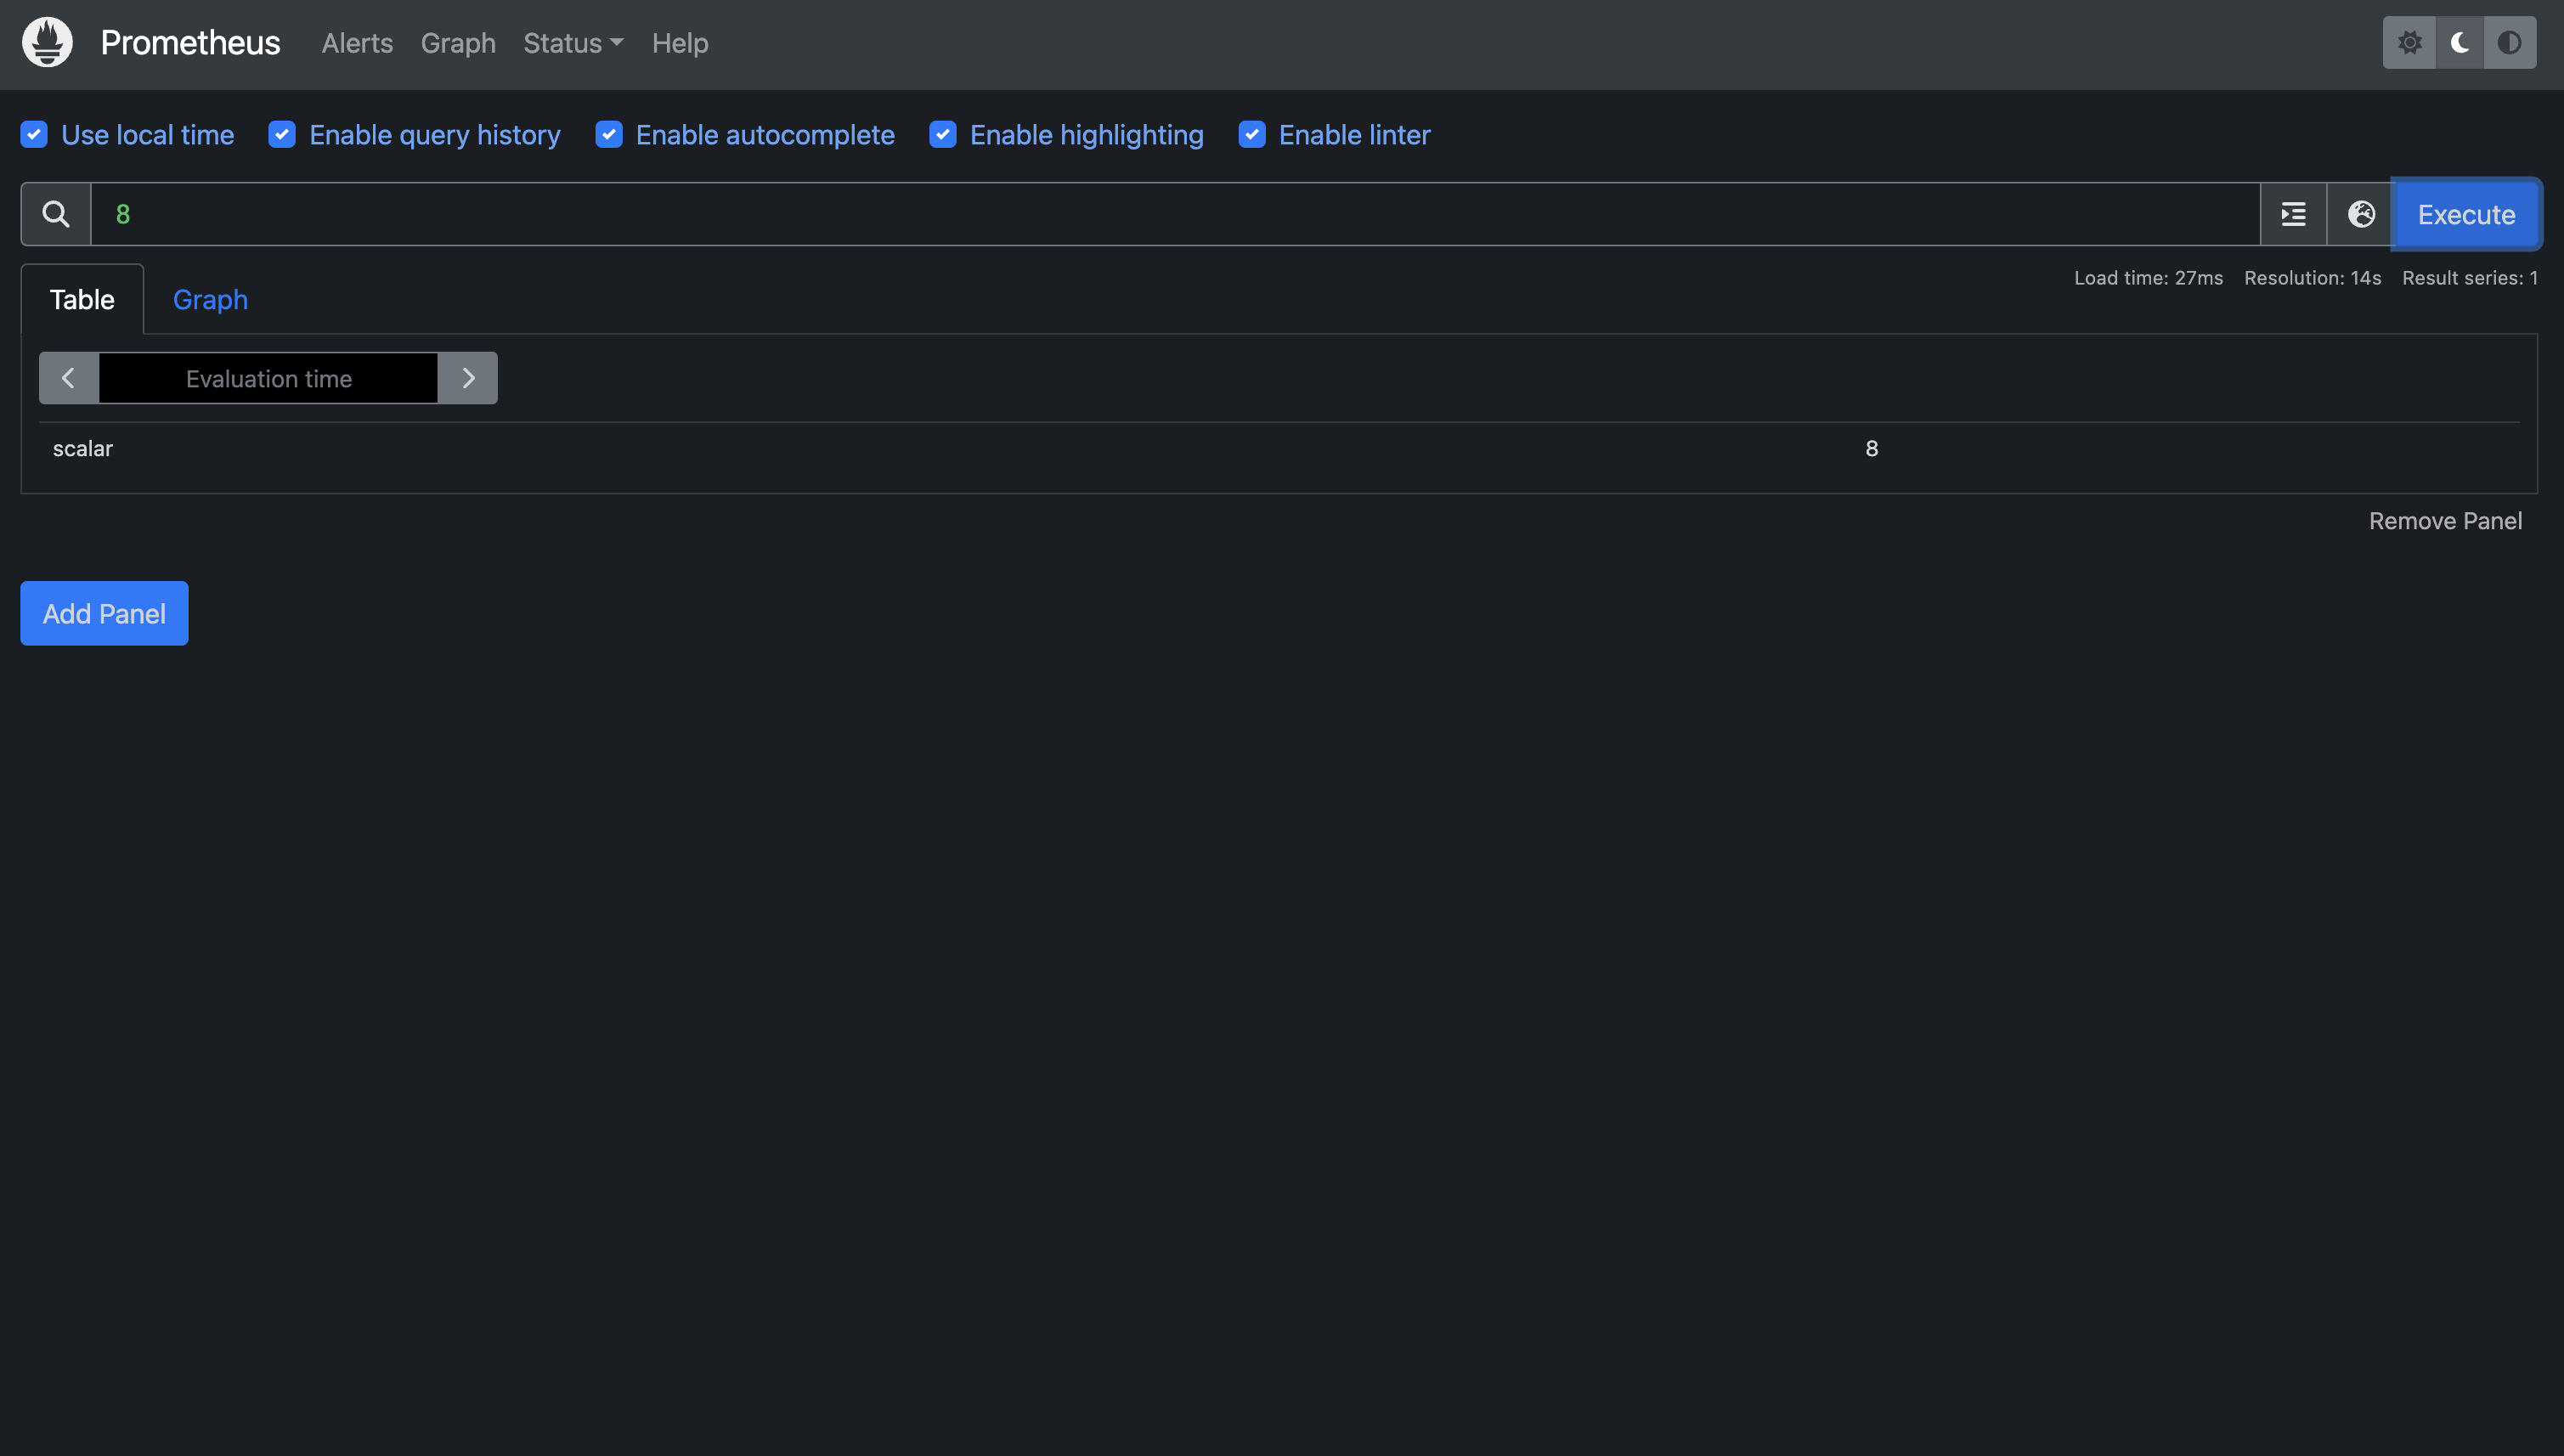 Prometheus Alerts Graph Status Help
Use local time Enable query history Enable autocomplete Enable highlighting Enable linter
8 Execute
Table Graph Load time: 27ms Resolution: 14s Result series: 1
Evaluation time
scalar 8
Remove Panel
Add Panel